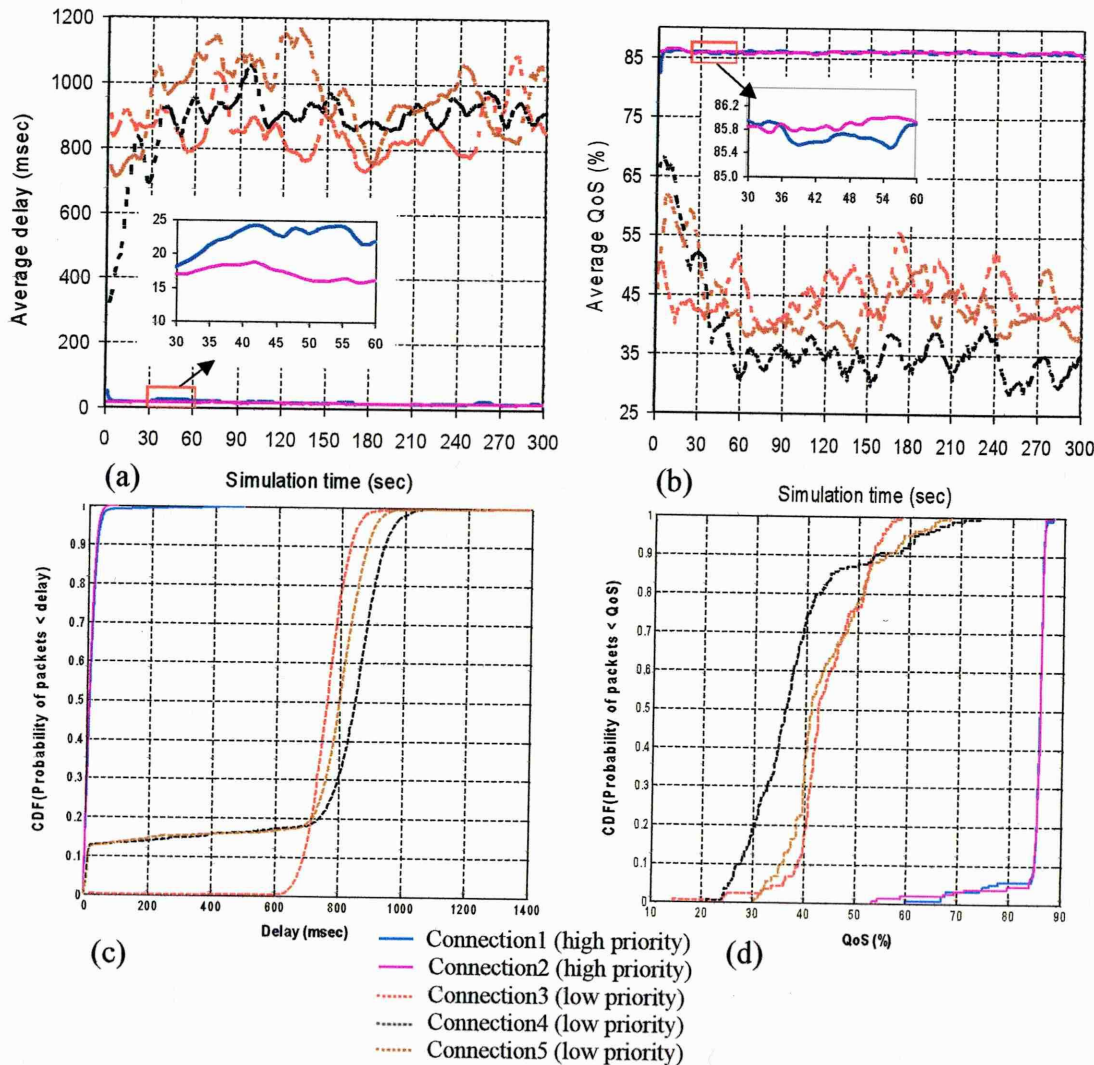 Average delay (msec)
1200
1000
800
600
400
200
0
25
20
15
10
30 35 40 45 50 55 60
0 30 60 90 120 150 180 210 240 270 300
(a)
Simulation time (sec)
Average QoS (%)
85
75
65
55
45
35
25
86.2
85.8
85.4
85.0
30 36 42 48 54 60
0 30 60 90 120 150 180 210 240 270 300
(b)
Simulation time (sec)
CDF(Probability of packets < delay)
1
0.9
0.8
0.7
0.6
0.5
0.4
0.3
0.2
0.1
0
0 200 400 600 800 1000 1200 1400
Delay (msec)
(c)
CDF(Probability of packets < QoS)
1
0.9
0.8
0.7
0.6
0.5
0.4
0.3
0.2
0.1
0
10 20 30 40 50 60 70 80 90
QoS (%)
(d)
Connection1 (high priority)
Connection2 (high priority)
Connection3 (low priority)
Connection4 (low priority)
Connection5 (low priority)